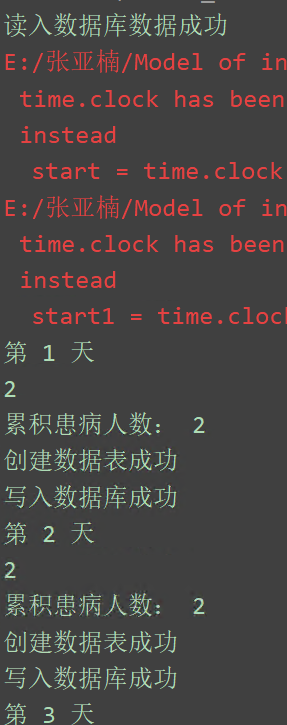 读入数据库数据成功
E:/张亚楠/Model of in
time.clock has been
instead
start = time.clock
E:/张亚楠/Model of in
time.clock has been
instead
start1 = time.cloc
第 1 天
2
累积患病人数： 2
创建数据表成功
写入数据库成功
第 2 天
2
累积患病人数： 2
创建数据表成功
写入数据库成功
第 3 天